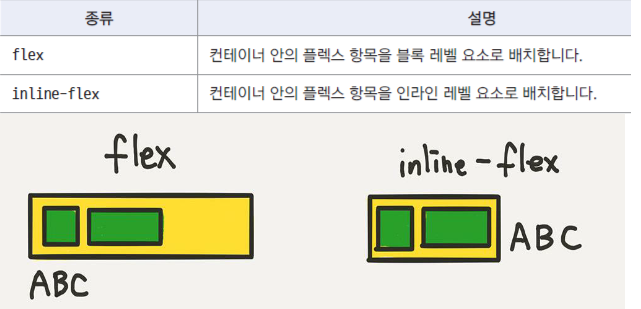 종류 설명
flex 컨테이너 안의 플렉스 항목을 블록 레벨 요소로 배치합니다.
inline-flex 컨테이너 안의 플렉스 항목을 인라인 레벨 요소로 배치합니다.
flex
ABC
inline-flex
ABC